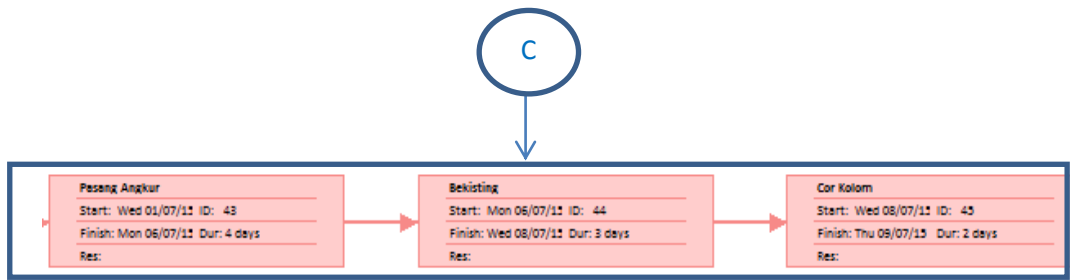 C
Pasang Angkur
Start: Wed 01/07/15 ID: 43
Finish: Mon 06/07/15 Dur: 4 days
Res:
Bekisting
Start: Mon 06/07/15 ID: 44
Finish: Wed 08/07/15 Dur: 3 days
Res:
Cor Kolom
Start: Wed 08/07/15 ID: 45
Finish: Thu 09/07/15 Dur: 2 days
Res: